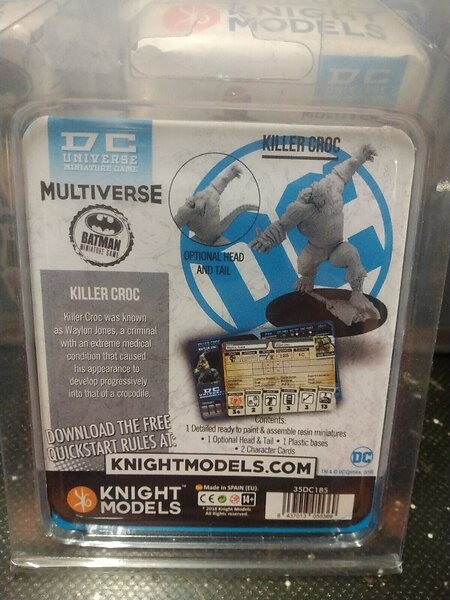 KNIGHT
MODELS
DC
UNIVERSE
MINIATURE GAME
MULTIVERSE
BATMAN
MINIATURE GAME
KILLER CROC
OPTIONAL HEAD
AND TAIL
KILLER CROC
Killer Croc was known
as Waylon Jones, a criminal
with an extreme medical
condition that caused
his appearance to
develop progressively
into that of a crocodile.
DC
Contents:
1 Detailed ready to paint & assemble resin miniatures
• 1 Optional Head & Tail • 1 Plastic bases
• 2 Character Cards
DOWNLOAD THE FREE
QUICKSTART RULES AT:
KNIGHTMODELS.COM
DC
KNIGHT™
MODELS
Made in SPAIN (EU).
CE
14+
© 2018 Knight Models
All Rights reserved.
35DC185